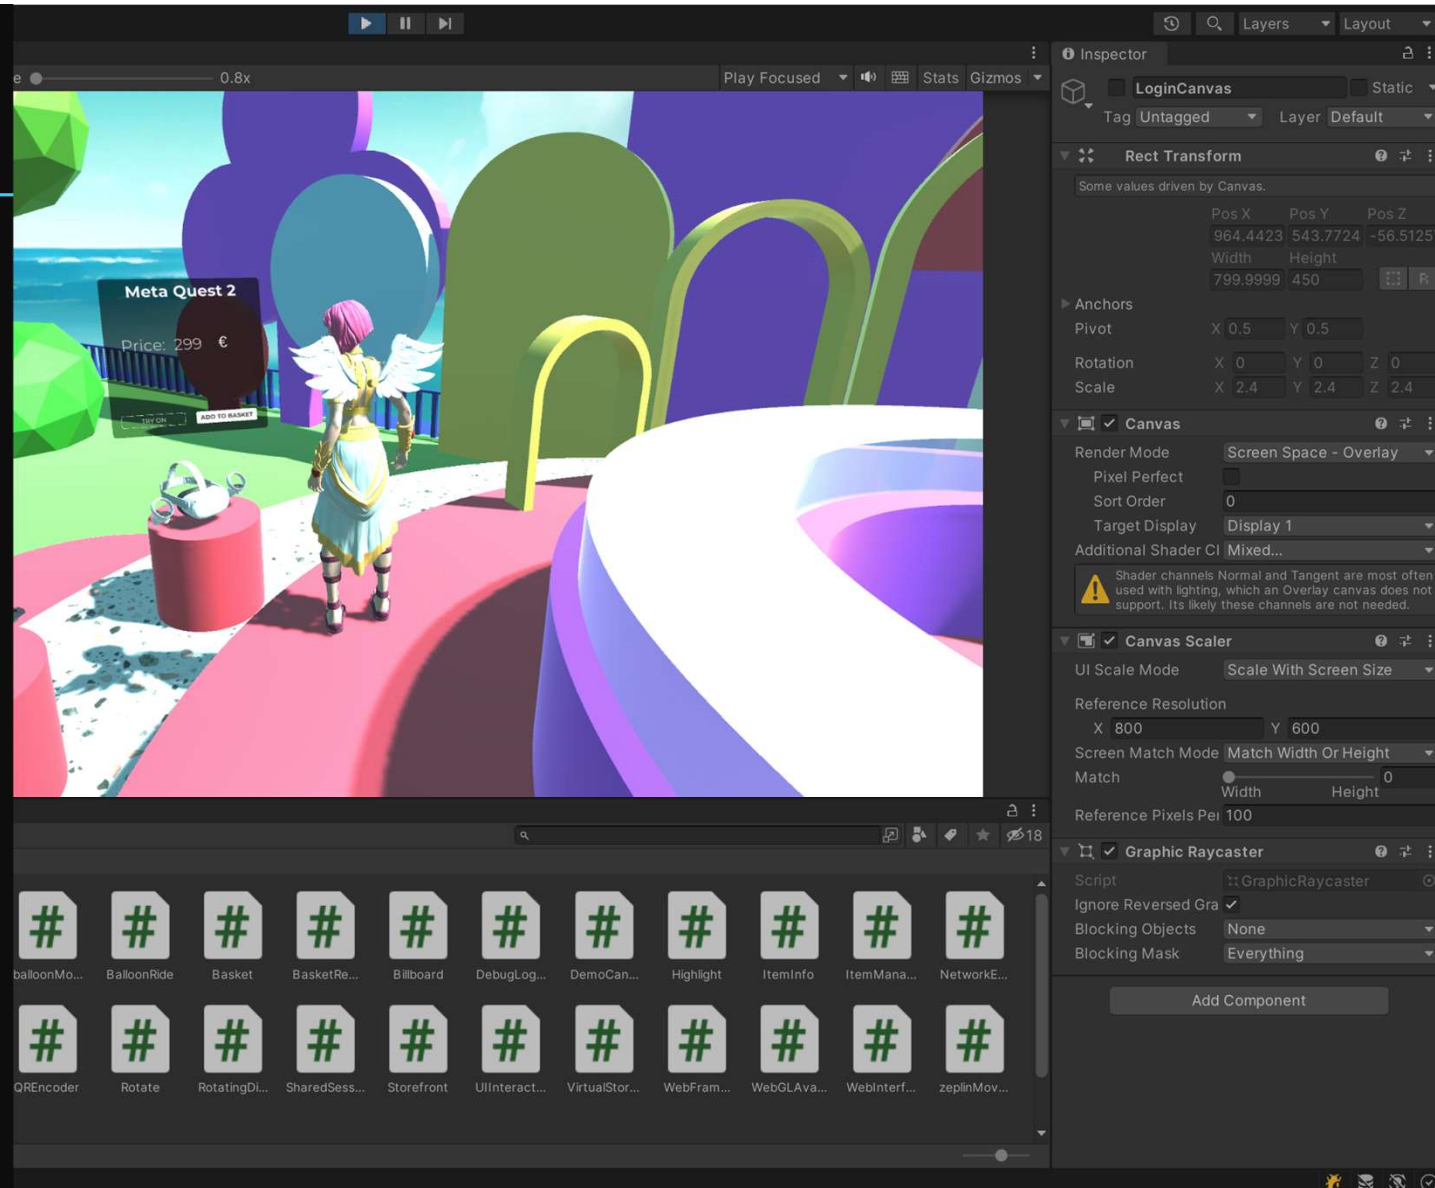 Layers
Layout
Inspector
e
0.8x
Play Focused
Stats
Gizmos
LoginCanvas
Static
Tag Untagged
Layer Default
Rect Transform
Some values driven by Canvas.
Pos X Pos Y Pos Z
964.4423 543.7724 -56.5125
Width Height
799.9999 450
R
Anchors
Pivot X 0.5 Y 0.5
Rotation X 0 Y 0 Z 0
Scale X 2.4 Y 2.4 Z 2.4
Canvas
Render Mode Screen Space - Overlay
Pixel Perfect
Sort Order 0
Target Display Display 1
Additional Shader Cl Mixed...
Shader channels Normal and Tangent are most often
used with lighting, which an Overlay canvas does not
support. Its likely these channels are not needed.
Canvas Scaler
UI Scale Mode Scale With Screen Size
Reference Resolution
X 800 Y 600
Screen Match Mode Match Width Or Height
Match 0
Width Height
Reference Pixels Per 100
Graphic Raycaster
Script GraphicRaycaster
Ignore Reversed Gra
Blocking Objects None
Blocking Mask Everything
Add Component
Meta Quest 2
Price: 299 €
TRY ON
ADD TO BASKET
18
balloonMo... BalloonRide Basket BasketRe... Billboard DebugLog... DemoCan... Highlight ItemInfo ItemMana... NetworkE...
QREncoder Rotate RotatingDi... SharedSess... Storefront UIInteract... VirtualStor... WebFram... WebGLAva... WebInterf... zeplinMov...